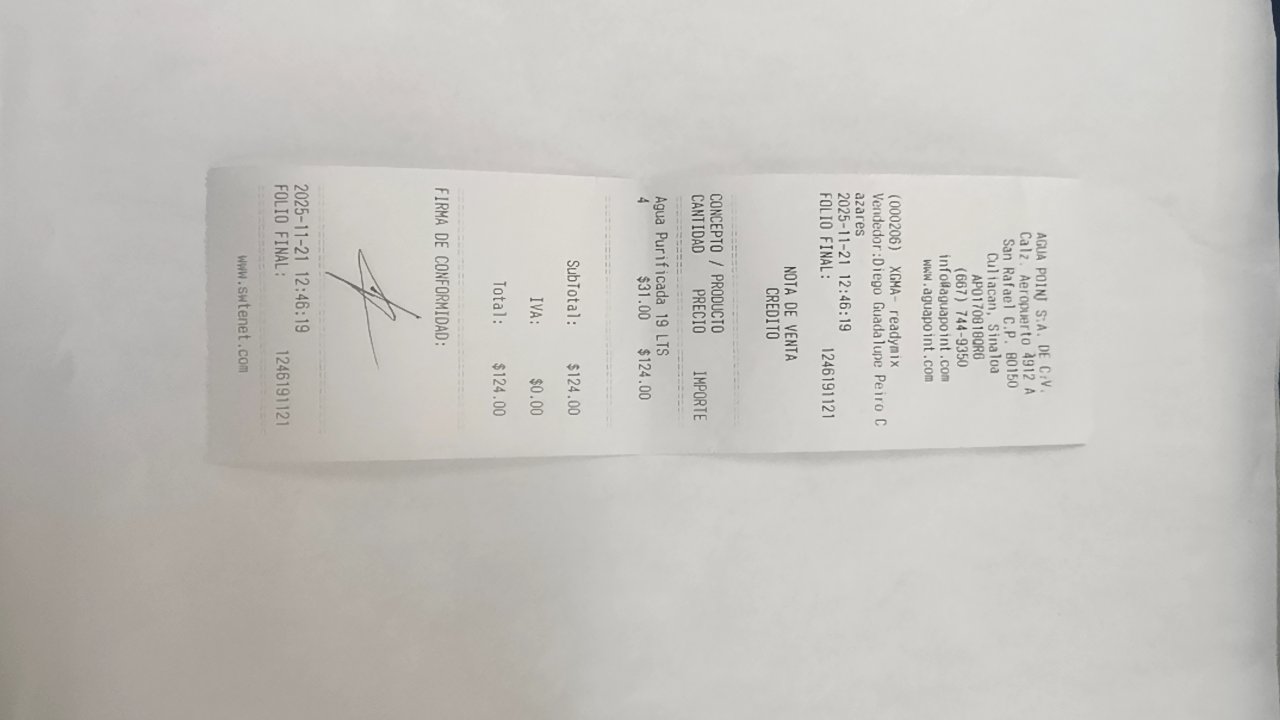 AGUA POINJ S.A. DE C.V.
Calz. Aeropuerto 4912 A
San Rafael C.P. 80150
Culiacan, Sinaloa
APO170818QR6
(667) 744-9350
info@aguapoint.com
www.aguapoint.com
(000206) XGMA- readymix
Vendedor:Diego Guadalupe Peiro C
azares
2025-11-21 12:46:19
FOLIO FINAL: 1246191121
NOTA DE VENTA
CREDITO
CONCEPTO / PRODUCTO
CANTIDAD PRECIO IMPORTE
Agua Purificada 19 LTS
4 $31.00 $124.00
SubTotal: $124.00
IVA: $0.00
Total: $124.00
FIRMA DE CONFORMIDAD:
2025-11-21 12:46:19
FOLIO FINAL: 1246191121
www.swtenet.com